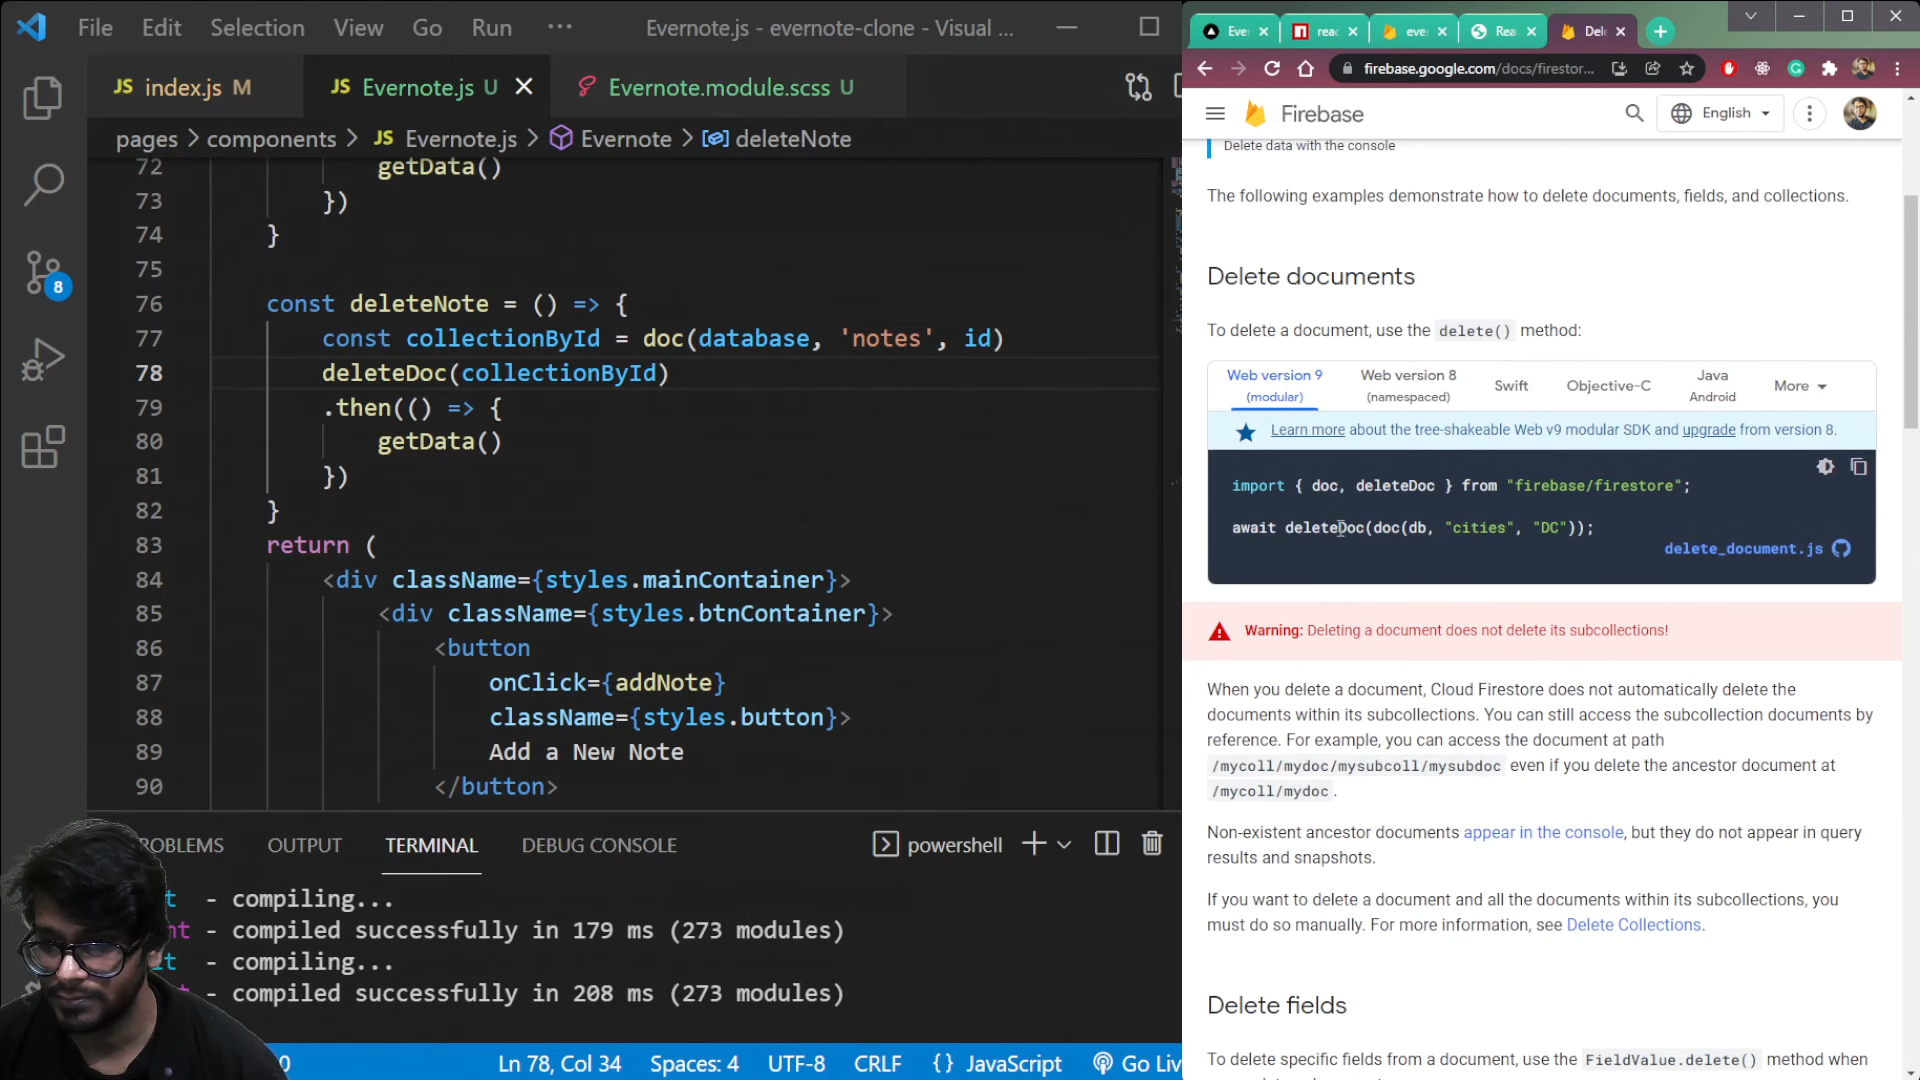 File Edit Selection View Go Run ··· Evernote.js - evernote-clone - Visual ...
JS index.js M JS Evernote.js U Evernote.module.scss U
pages > components > JS Evernote.js > Evernote > deleteNote
8
72 getData()
73 })
74 }
75
76 const deleteNote = () => {
77 const collectionById = doc(database, 'notes', id)
78 deleteDoc(collectionById)
79 .then(() => {
80 getData()
81 })
82 }
83 return (
84 <div className={styles.mainContainer}>
85 <div className={styles.btnContainer}>
86 <button
87 onClick={addNote}
88 className={styles.button}>
89 Add a New Note
90 </button>
ROBLEMS OUTPUT TERMINAL DEBUG CONSOLE powershell
t - compiling...
nt - compiled successfully in 179 ms (273 modules)
it - compiling...
- compiled successfully in 208 ms (273 modules)
0 Ln 78, Col 34 Spaces: 4 UTF-8 CRLF {} JavaScript Go Liv
Ever reac ever Reac Dele
firebase.google.com/docs/firestor...
Firebase English
Delete data with the console
The following examples demonstrate how to delete documents, fields, and collections.
Delete documents
To delete a document, use the delete() method:
Web version 9 (modular) Web version 8 (namespaced) Swift Objective-C Java Android More
Learn more about the tree-shakeable Web v9 modular SDK and upgrade from version 8.
import { doc, deleteDoc } from "firebase/firestore";
await deleteDoc(doc(db, "cities", "DC"));
delete_document.js
Warning: Deleting a document does not delete its subcollections!
When you delete a document, Cloud Firestore does not automatically delete the
documents within its subcollections. You can still access the subcollection documents by
reference. For example, you can access the document at path
/mycoll/mydoc/mysubcoll/mysubdoc even if you delete the ancestor document at
/mycoll/mydoc.
Non-existent ancestor documents appear in the console, but they do not appear in query
results and snapshots.
If you want to delete a document and all the documents within its subcollections, you
must do so manually. For more information, see Delete Collections.
Delete fields
To delete specific fields from a document, use the FieldValue.delete() method when